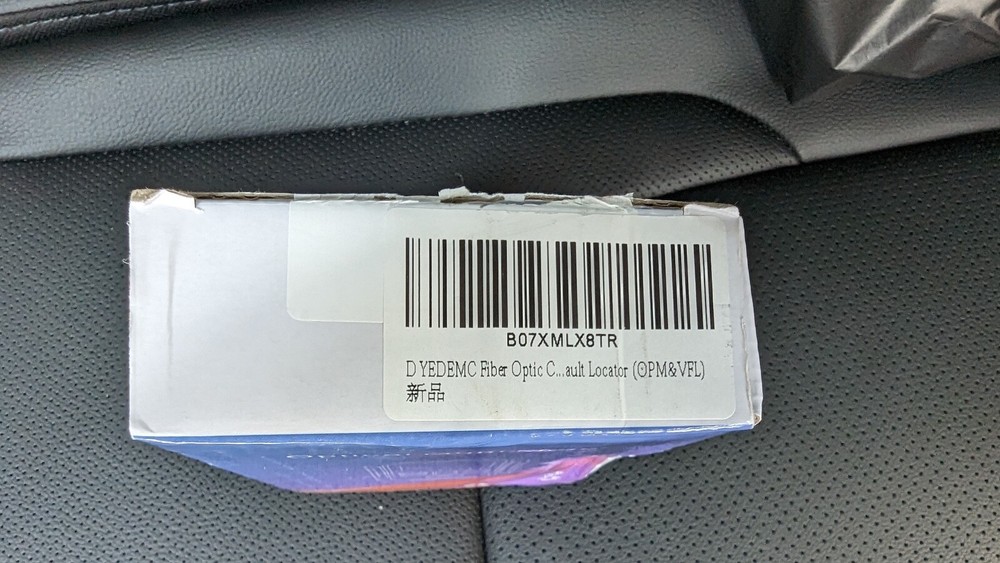 B07XMLX8TR
D YEDEMC Fiber Optic C...ault Locator (OPM&VFL)
新品